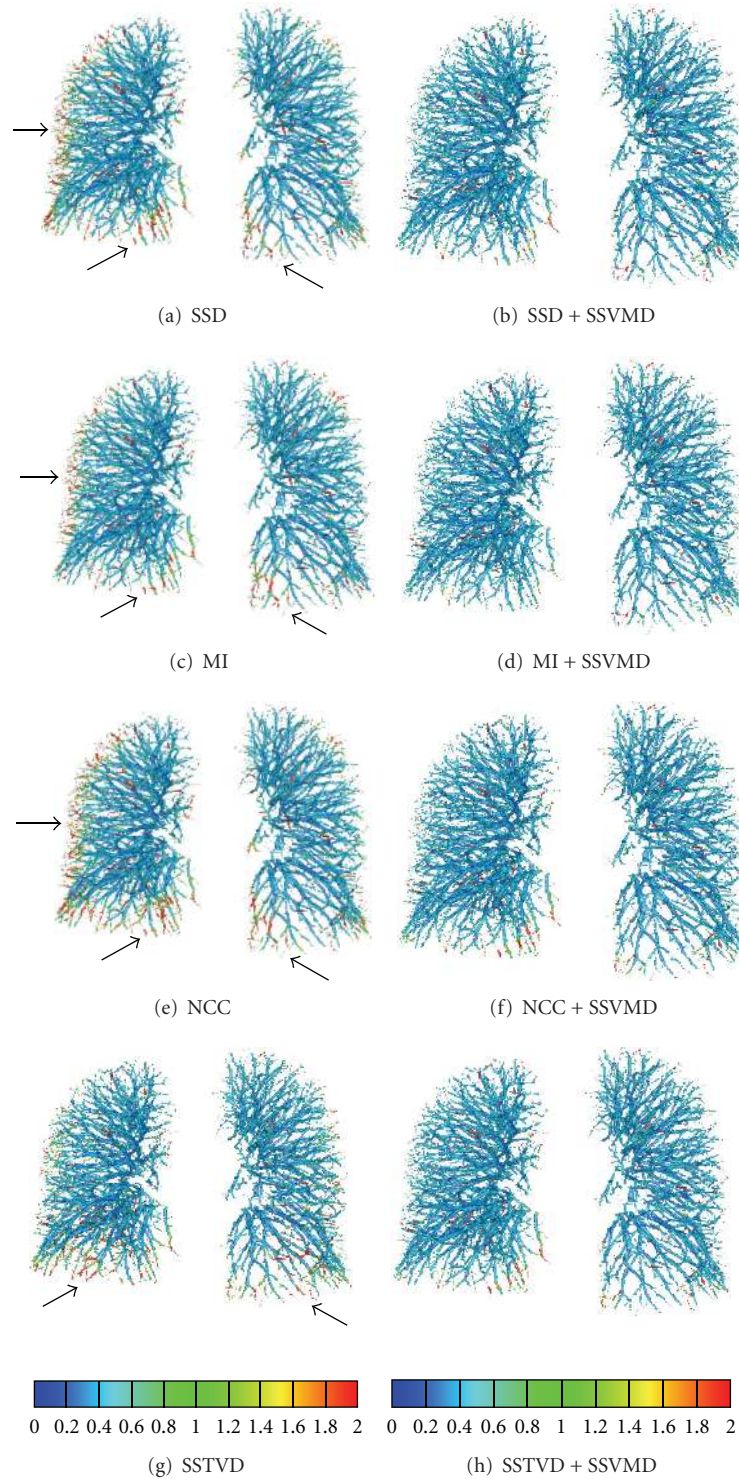 (a) SSD
(b) SSD + SSVMD
(c) MI
(d) MI + SSVMD
(e) NCC
(f) NCC + SSVMD
0 0.2 0.4 0.6 0.8 1 1.2 1.4 1.6 1.8 2
0 0.2 0.4 0.6 0.8 1 1.2 1.4 1.6 1.8 2
(g) SSTVD
(h) SSTVD + SSVMD